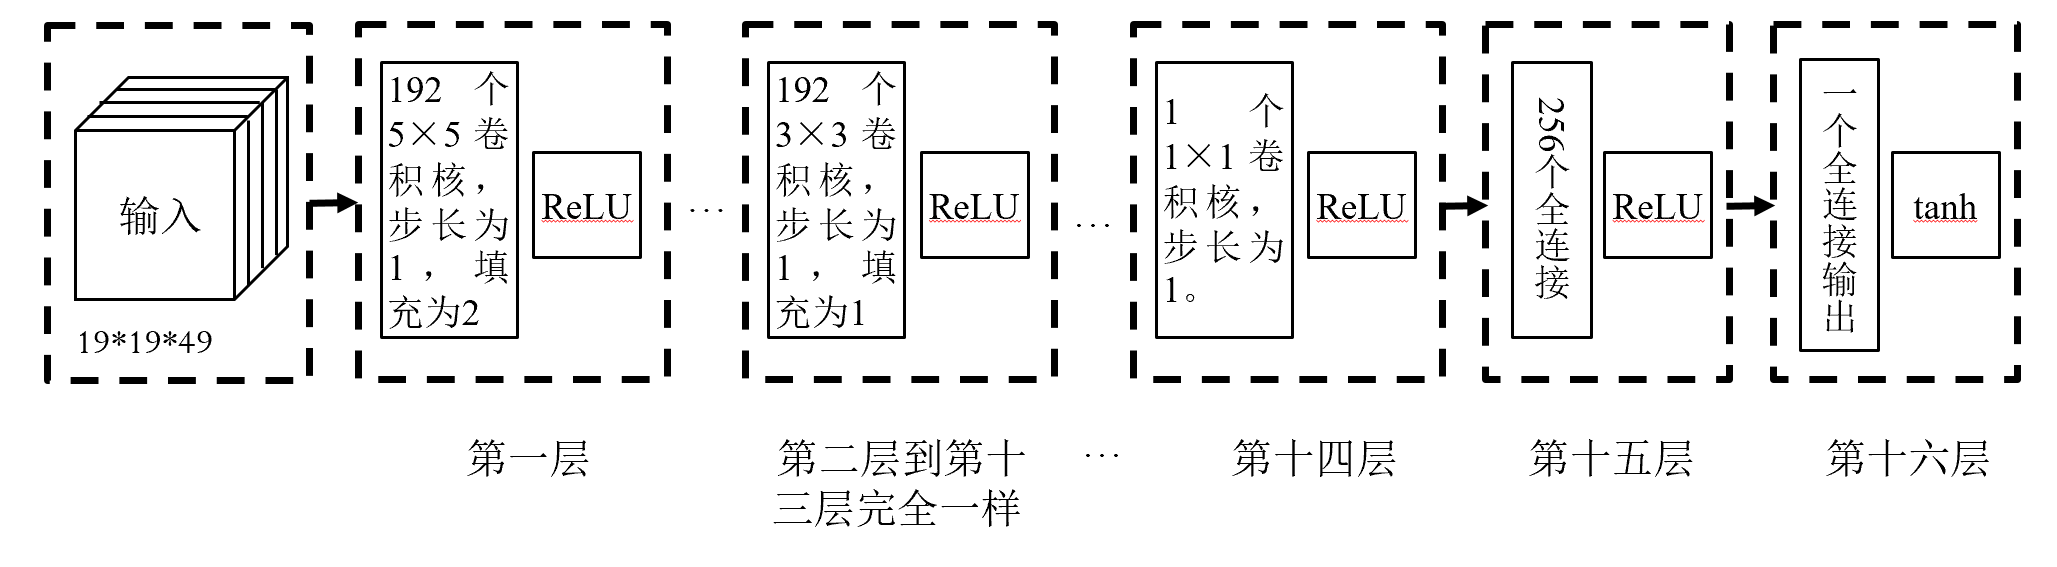 输入
19*19*49
192 个
5×5 卷
积核，
步长为
1，填
充为2
ReLU
…
192 个
3×3 卷
积核，
步长为
1，填
充为1
ReLU
…
1 个
1×1 卷
积核，
步长为
1。
ReLU
256个全连接
ReLU
一个全连接输出
tanh
第一层
第二层到第十
三层完全一样
…
第十四层
第十五层
第十六层